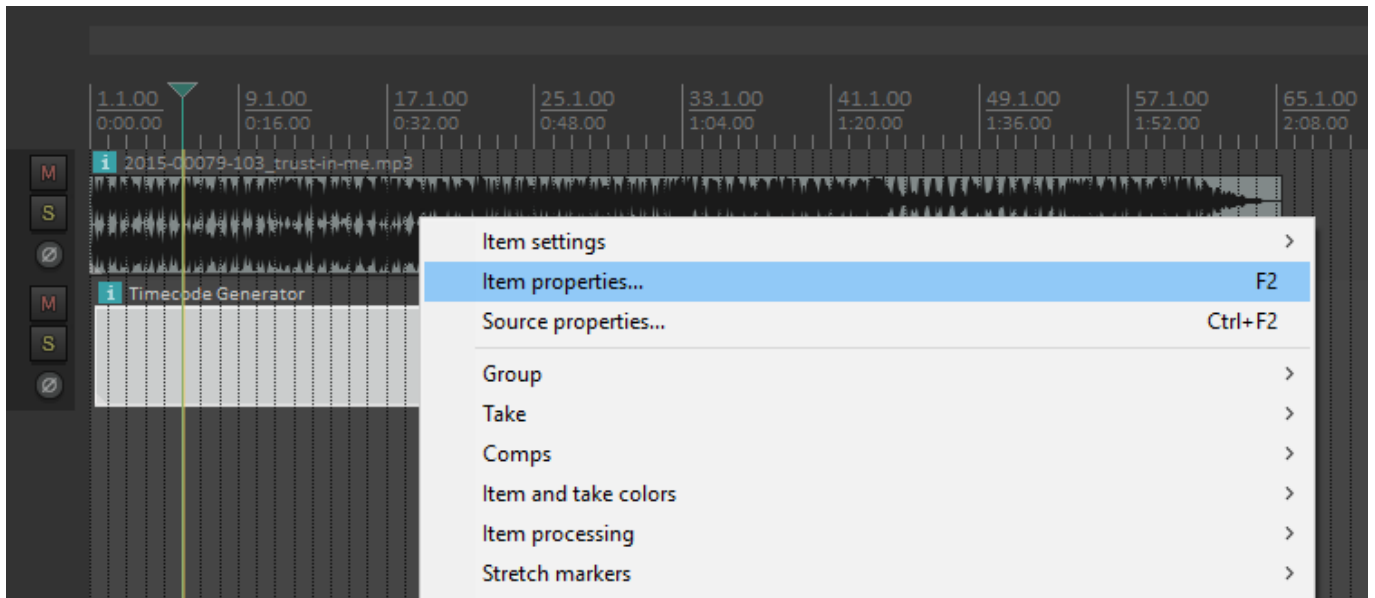 1.1.00 9.1.00 17.1.00 25.1.00 33.1.00 41.1.00 49.1.00 57.1.00 65.1.00
0:00.00 0:16.00 0:32.00 0:48.00 1:04.00 1:20.00 1:36.00 1:52.00 2:08.00
M i 2015-00079-103_trust-in-me.mp3
S
Ø
M i Timecode Generator
S
Ø
Item settings >
Item properties... F2
Source properties... Ctrl+F2
Group >
Take >
Comps >
Item and take colors >
Item processing >
Stretch markers >